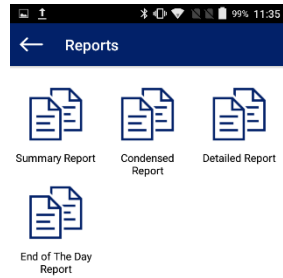 99% 11:35
Reports
Summary Report
Condensed
Report
Detailed Report
End of The Day
Report